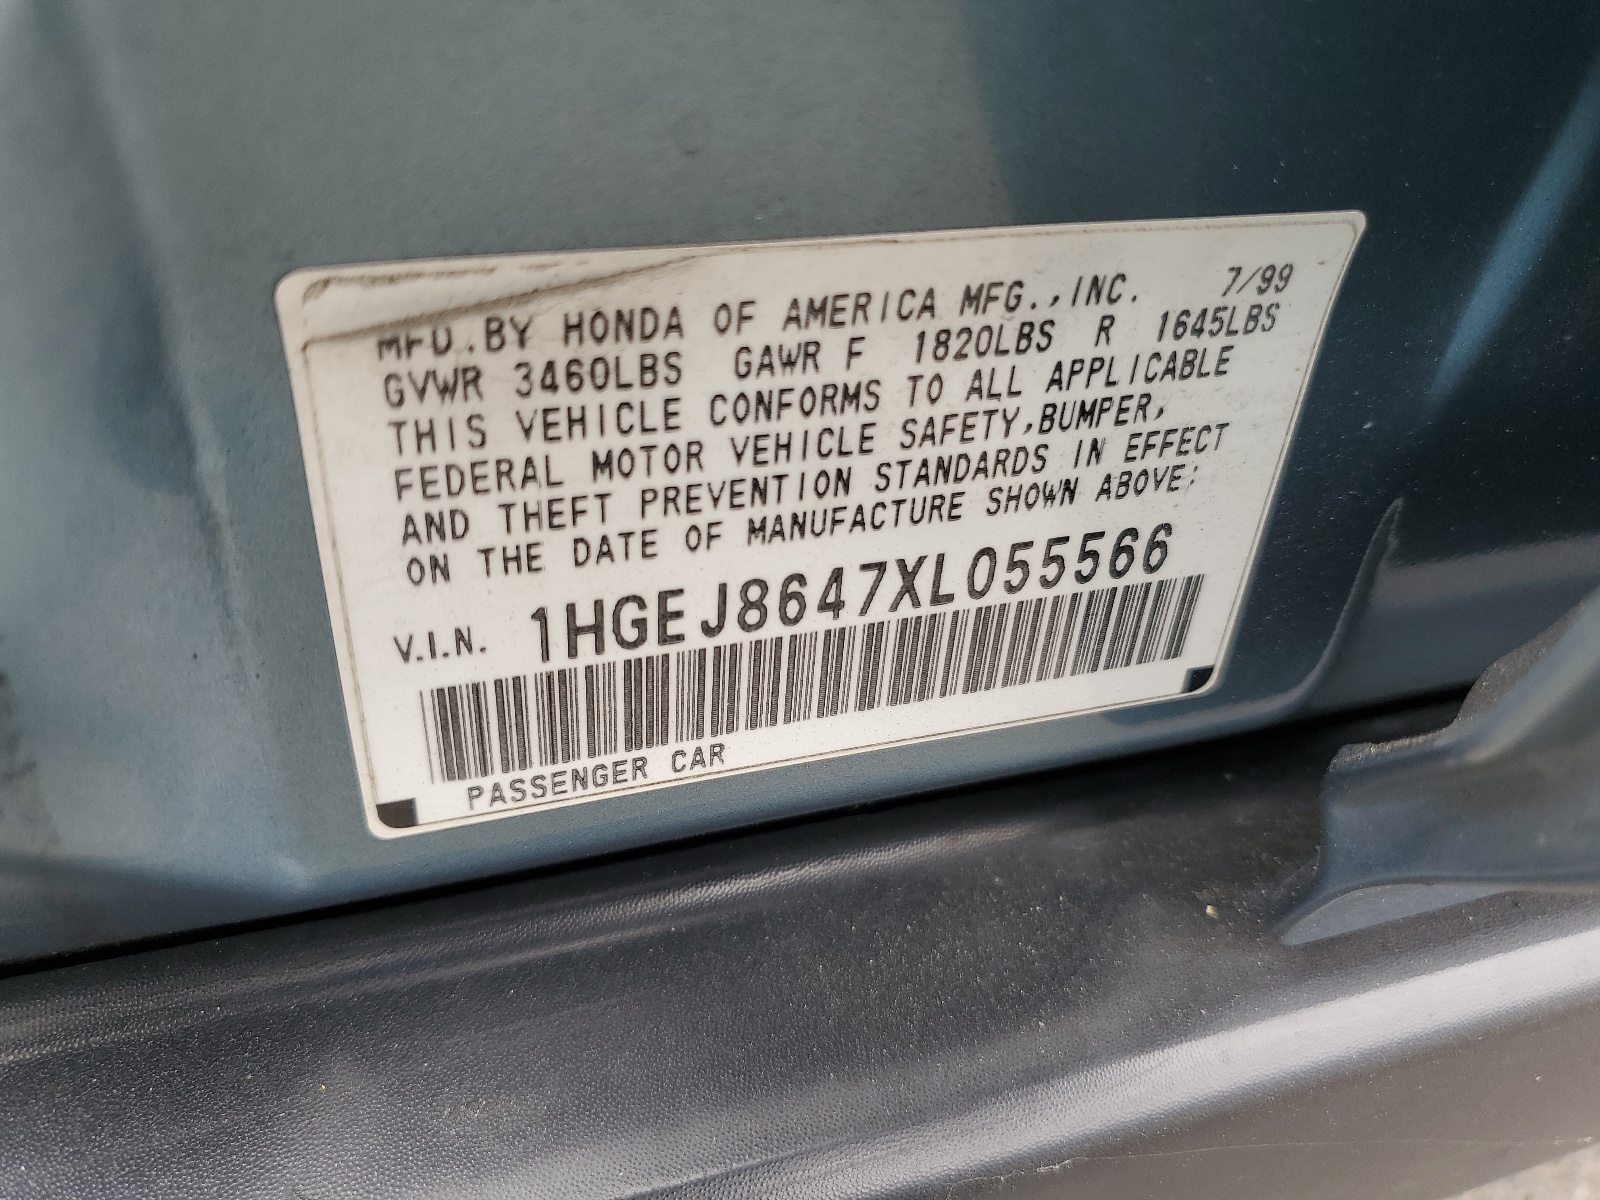 MFD.BY HONDA OF AMERICA MFG.,INC. 7/99
GVWR 3460LBS GAWR F 1820LBS R 1645LBS
THIS VEHICLE CONFORMS TO ALL APPLICABLE
FEDERAL MOTOR VEHICLE SAFETY,BUMPER,
AND THEFT PREVENTION STANDARDS IN EFFECT
ON THE DATE OF MANUFACTURE SHOWN ABOVE:
V.I.N. 1HGEJ8647XL055566
PASSENGER CAR